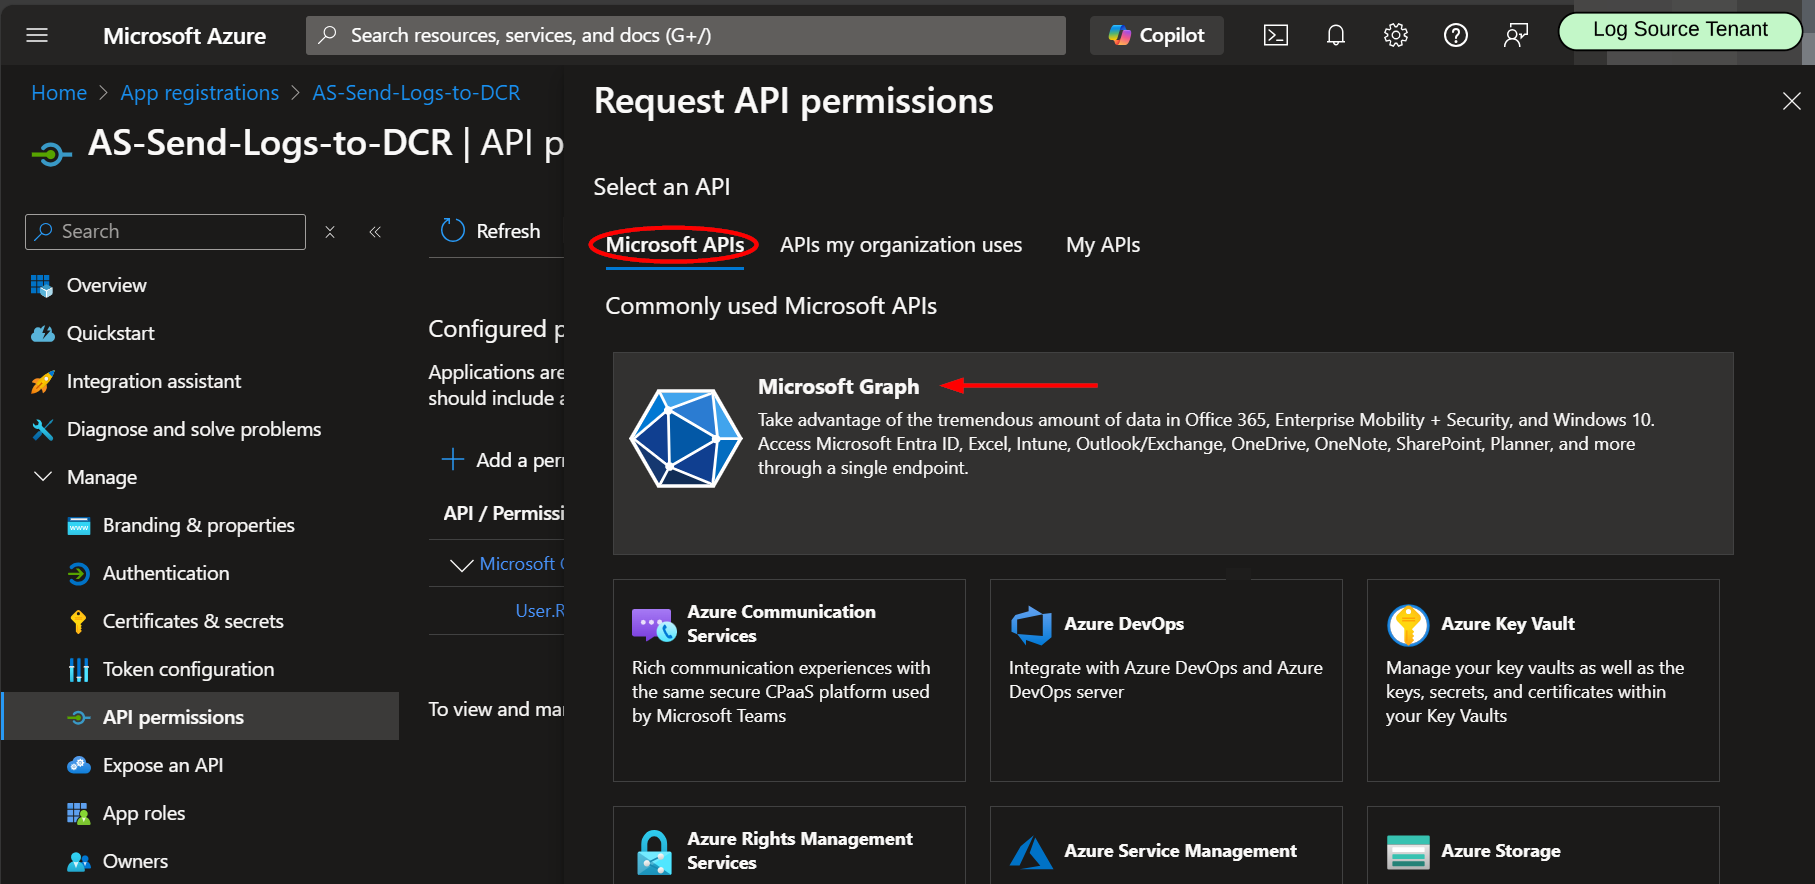 Microsoft Azure
Search resources, services, and docs (G+/)
Copilot
Log Source Tenant
Home > App registrations > AS-Send-Logs-to-DCR
AS-Send-Logs-to-DCR | API p
Search
Overview
Quickstart
Integration assistant
Diagnose and solve problems
Manage
Branding & properties
Authentication
Certificates & secrets
Token configuration
API permissions
Expose an API
App roles
Owners
Refresh
Configured p
Applications are
should include a
Add a perm
API / Permissi
Microsoft G
User.R
To view and man
Request API permissions
Select an API
Microsoft APIs
APIs my organization uses
My APIs
Commonly used Microsoft APIs
Microsoft Graph
Take advantage of the tremendous amount of data in Office 365, Enterprise Mobility + Security, and Windows 10.
Access Microsoft Entra ID, Excel, Intune, Outlook/Exchange, OneDrive, OneNote, SharePoint, Planner, and more
through a single endpoint.
Azure Communication
Services
Rich communication experiences with
the same secure CPaaS platform used
by Microsoft Teams
Azure DevOps
Integrate with Azure DevOps and Azure
DevOps server
Azure Key Vault
Manage your key vaults as well as the
keys, secrets, and certificates within
your Key Vaults
Azure Rights Management
Services
Azure Service Management
Azure Storage